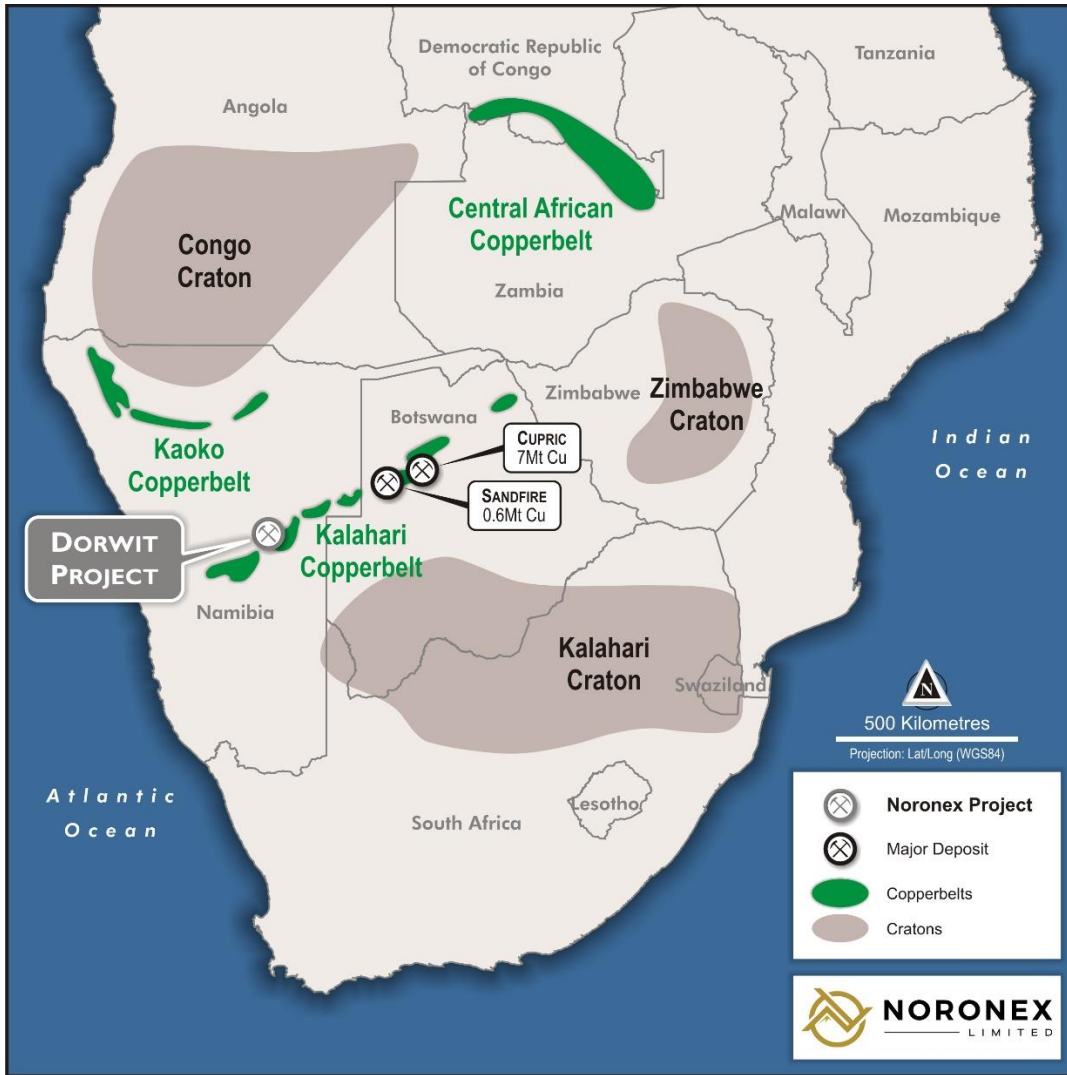 Democratic Republic
of Congo
Tanzania
Angola
Central African
Copperbelt
Malawi
Mozambique
Congo
Craton
Zambia
Zimbabwe
Zimbabwe
Craton
Botswana
CUPRIC
7Mt Cu
SANDFIRE
0.6Mt Cu
Kaoko
Copperbelt
Indian
Ocean
DORWIT
PROJECT
Kalahari
Copperbelt
Namibia
Kalahari
Craton
Swaziland
N
500 Kilometres
Projection: Lat/Long (WGS84)
Atlantic
Ocean
Lesotho
South Africa
Noronex Project
Major Deposit
Copperbelts
Cratons
NORONEX
LIMITED